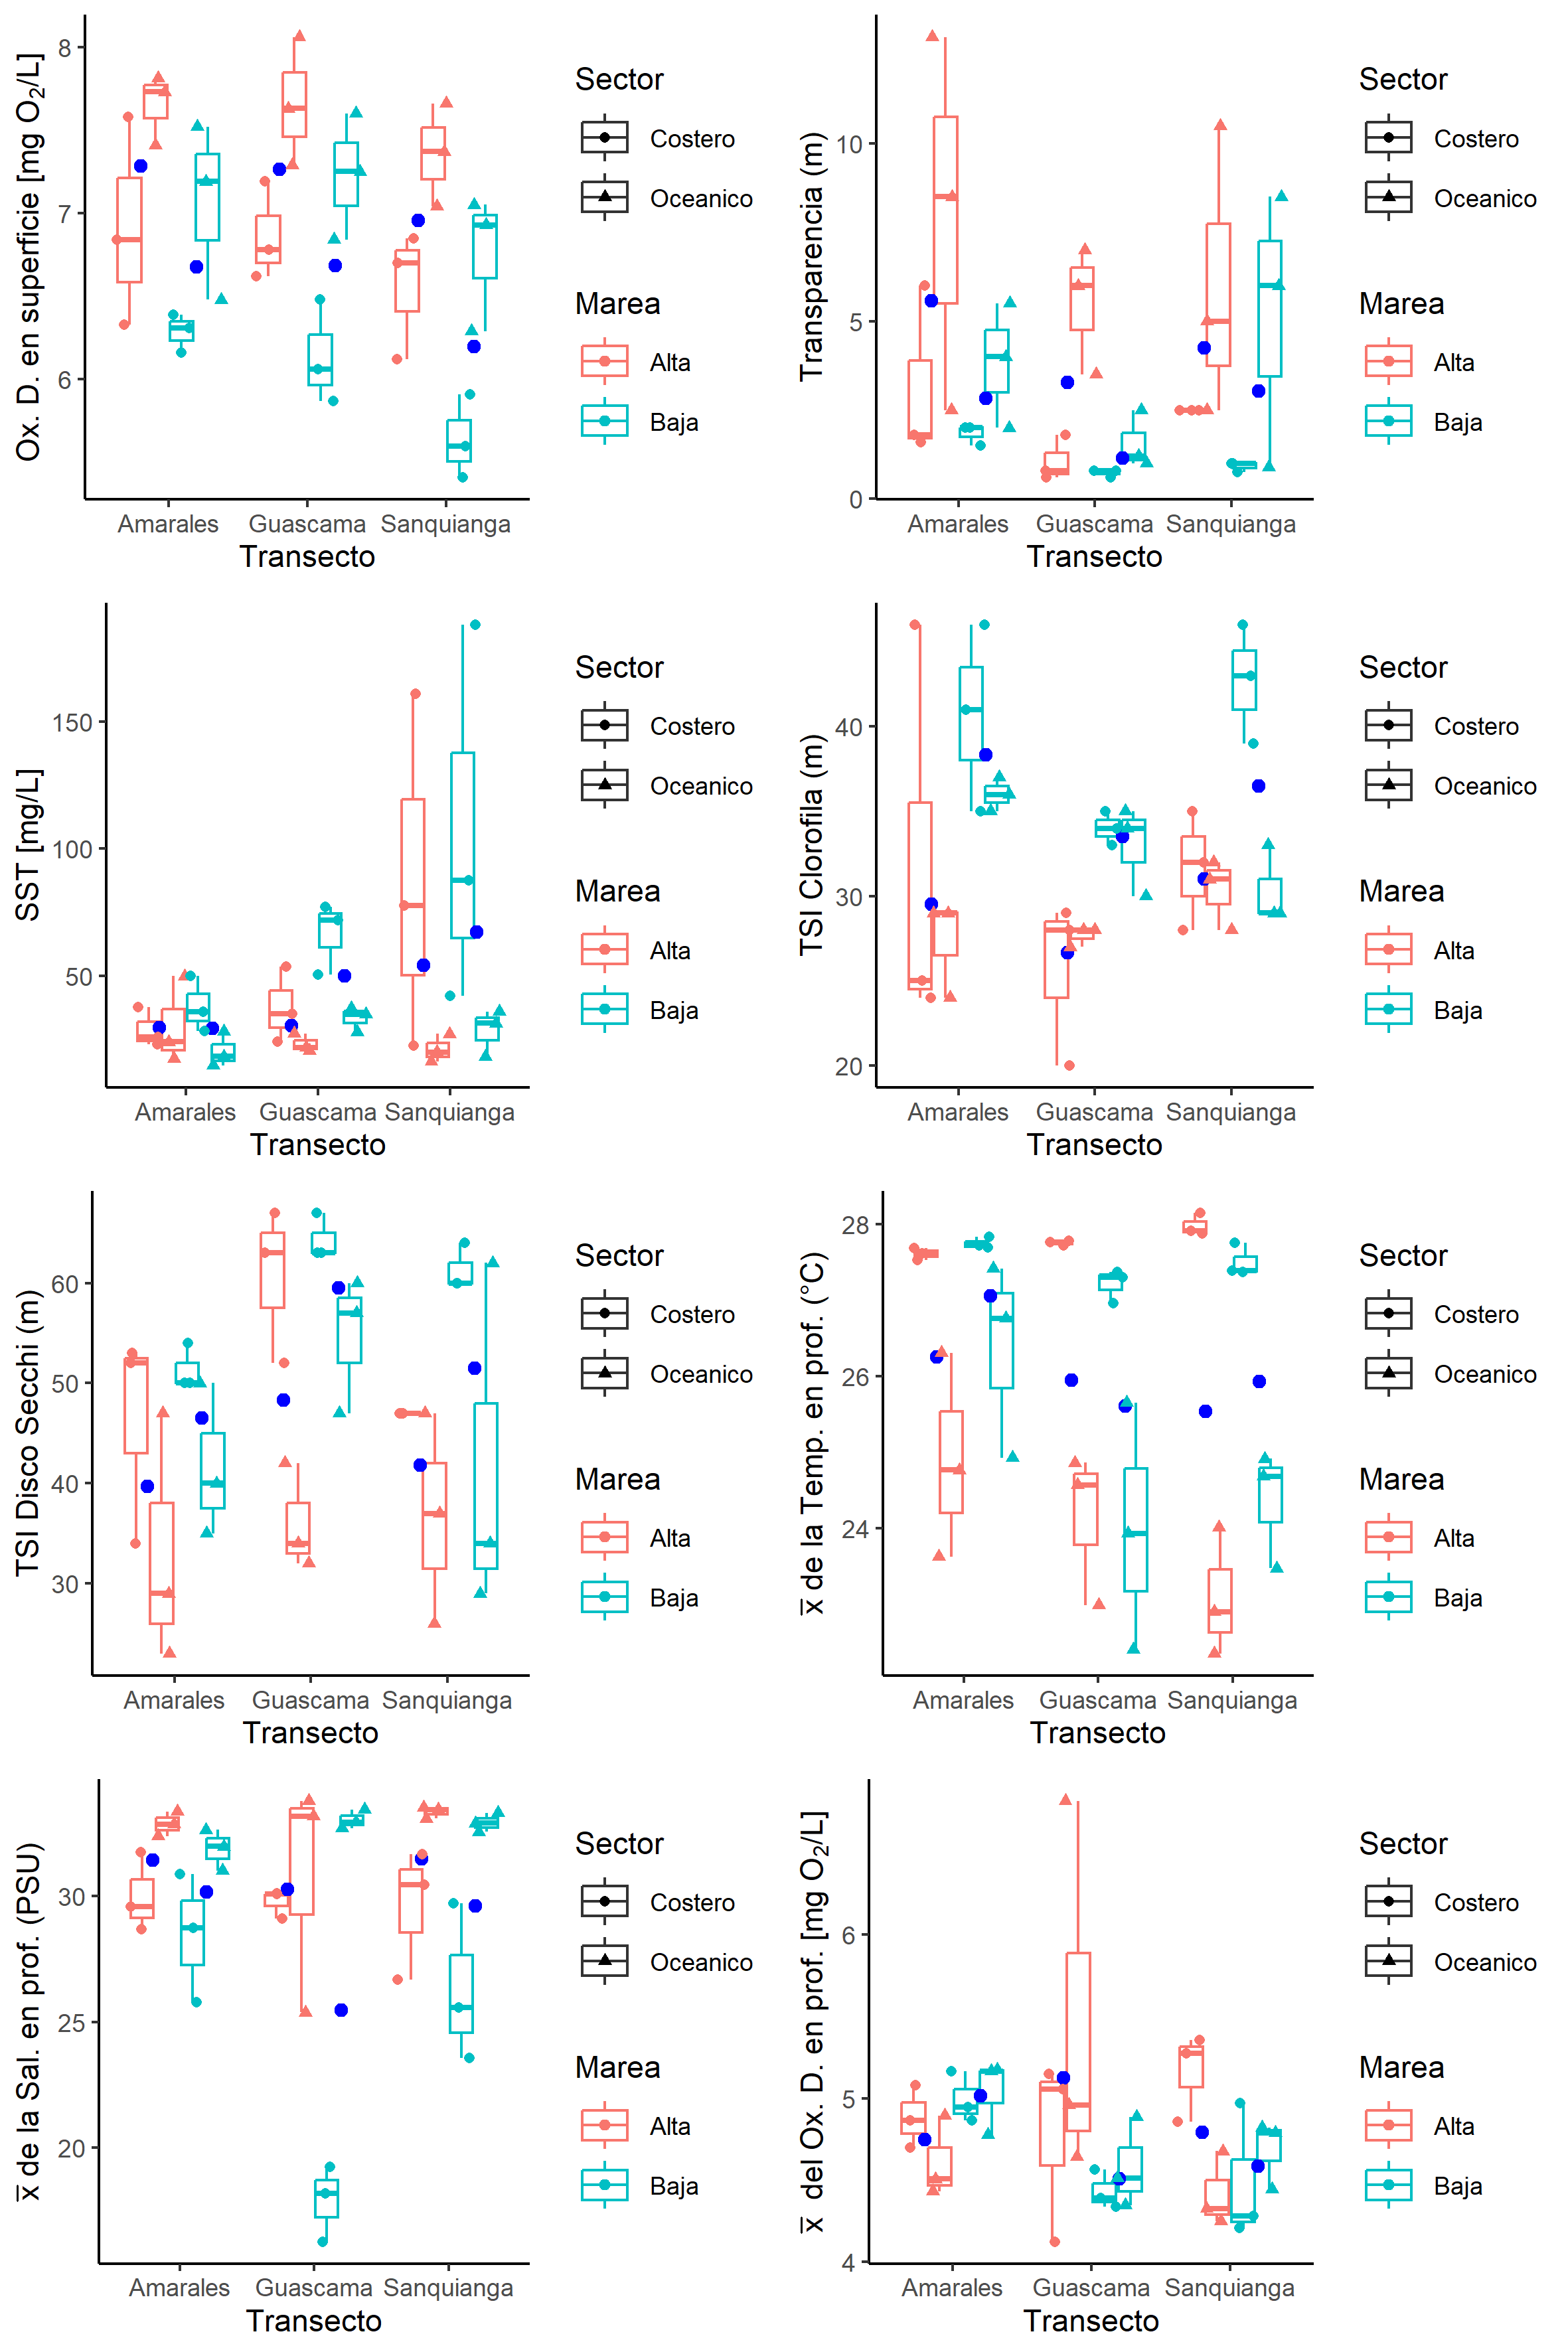 Ox. D. en superficie [mg O₂/L]
8
7
6
Amarales
Guascama
Sanquianga
Transecto
Sector
Costero
Oceanico
Marea
Alta
Baja
Transparencia (m)
10
5
0
Amarales
Guascama
Sanquianga
Transecto
Sector
Costero
Oceanico
Marea
Alta
Baja
SST [mg/L]
150
100
50
Amarales
Guascama
Sanquianga
Transecto
Sector
Costero
Oceanico
Marea
Alta
Baja
TSI Clorofila (m)
40
30
20
Amarales
Guascama
Sanquianga
Transecto
Sector
Costero
Oceanico
Marea
Alta
Baja
TSI Disco Secchi (m)
60
50
40
30
Amarales
Guascama
Sanquianga
Transecto
Sector
Costero
Oceanico
Marea
Alta
Baja
x̅ de la Temp. en prof. (°C)
28
26
24
Amarales
Guascama
Sanquianga
Transecto
Sector
Costero
Oceanico
Marea
Alta
Baja
x̅ de la Sal. en prof. (PSU)
30
25
20
Amarales
Guascama
Sanquianga
Transecto
Sector
Costero
Oceanico
Marea
Alta
Baja
x̅ del Ox. D. en prof. [mg O₂/L]
6
5
4
Amarales
Guascama
Sanquianga
Transecto
Sector
Costero
Oceanico
Marea
Alta
Baja